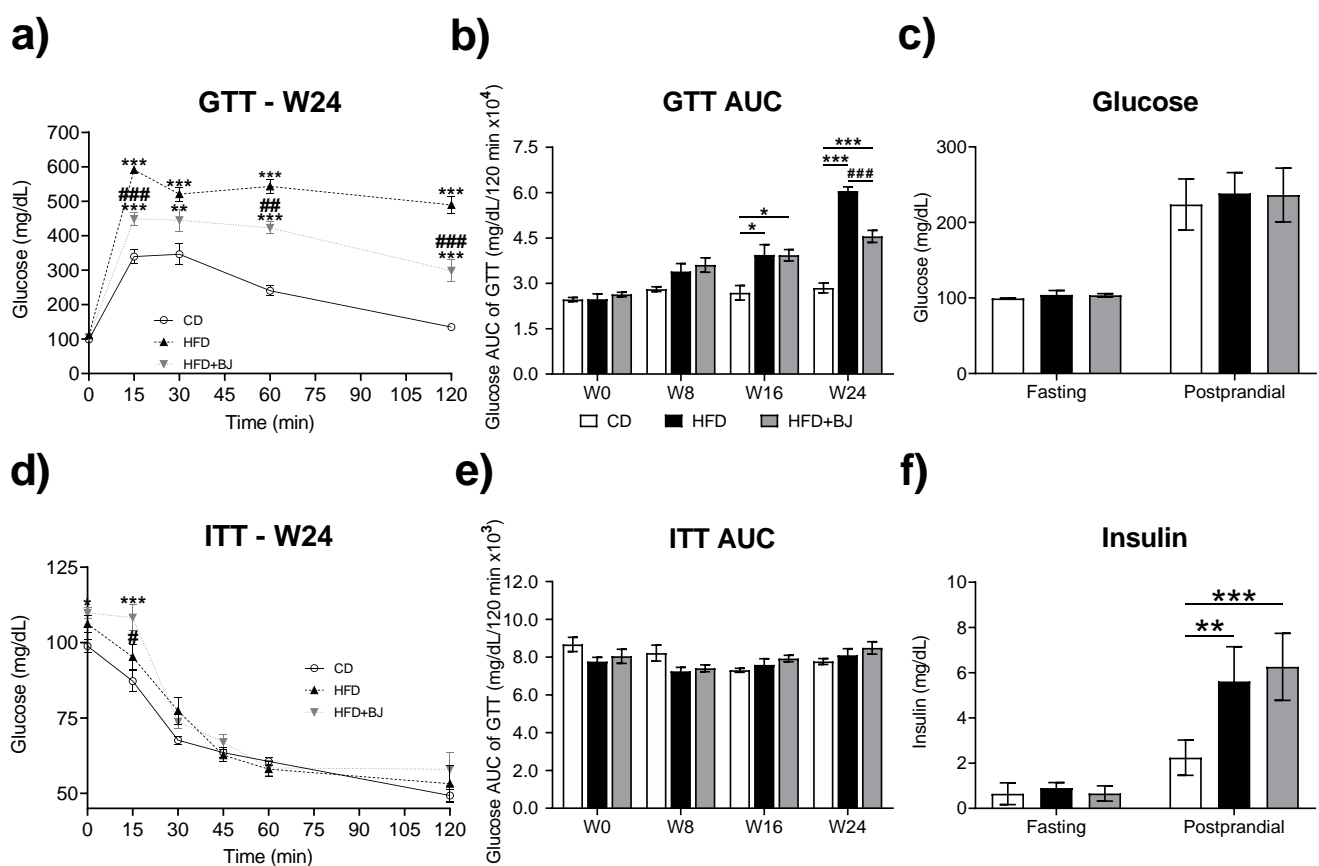 a)
GTT - W24
Glucose (mg/dL)
700
600
500
400
300
200
100
0
***
***
***
***
###
***
**
##
***
###
***
CD
HFD
HFD+BJ
0 15 30 45 60 75 90 105 120
Time (min)
b)
GTT AUC
Glucose AUC of GTT (mg/dL/120 min x10⁴)
7.5
6.0
4.5
3.0
1.5
0.0
*
*
***
***
###
W0 W8 W16 W24
CD HFD HFD+BJ
c)
Glucose
Glucose (mg/dL)
300
200
100
0
Fasting Postprandial
d)
ITT - W24
Glucose (mg/dL)
125
100
75
50
*
***
#
CD
HFD
HFD+BJ
0 15 30 45 60 75 90 105 120
Time (min)
e)
ITT AUC
Glucose AUC of GTT (mg/dL/120 min x10³)
12.0
10.0
8.0
6.0
4.0
2.0
0.0
W0 W8 W16 W24
f)
Insulin
Insulin (mg/dL)
10
8
6
4
2
0
***
**
Fasting Postprandial